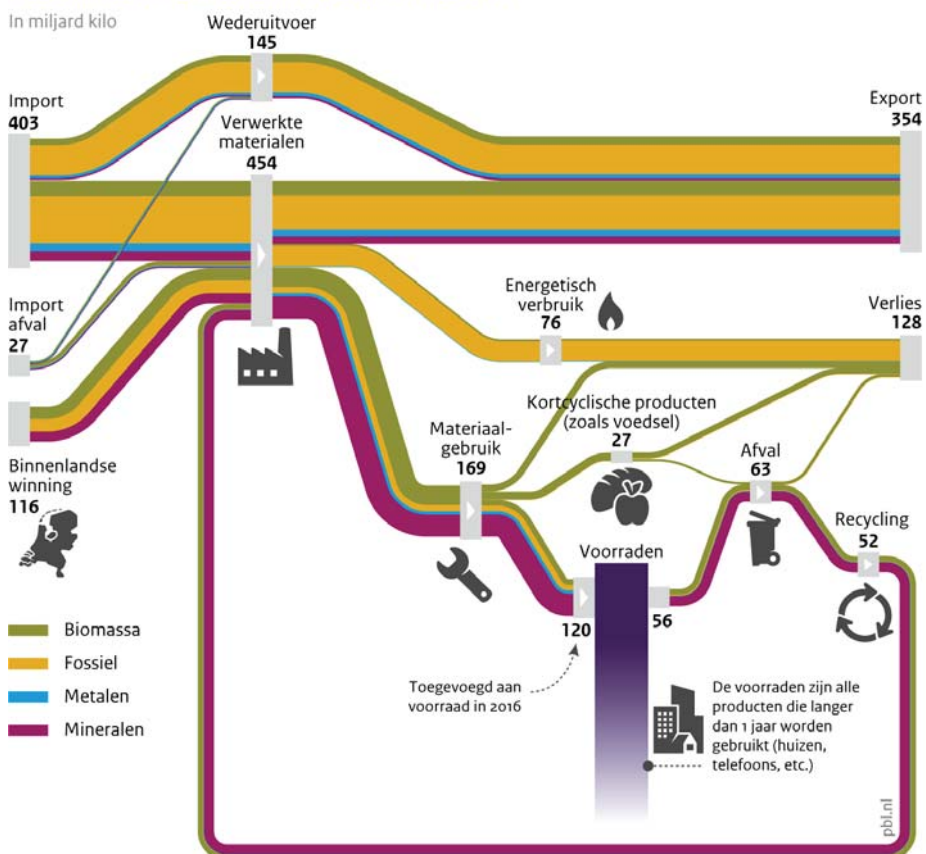 In miljard kilo
Wederuitvoer
145
Import
403
Export
354
Verwerkte
materialen
454
Import
afval
27
Energetisch
verbruik
76
Verlies
128
Kortcyclische producten
(zoals voedsel)
27
Materiaal-
gebruik
169
Afval
63
Binnenlandse
winning
116
Recycling
52
Voorraden
120
56
Biomassa
Fossiel
Metalen
Mineralen
Toegevoegd aan
voorraad in 2016
De voorraden zijn alle
producten die langer
dan 1 jaar worden
gebruikt (huizen,
telefoons, etc.)
pbl.nl